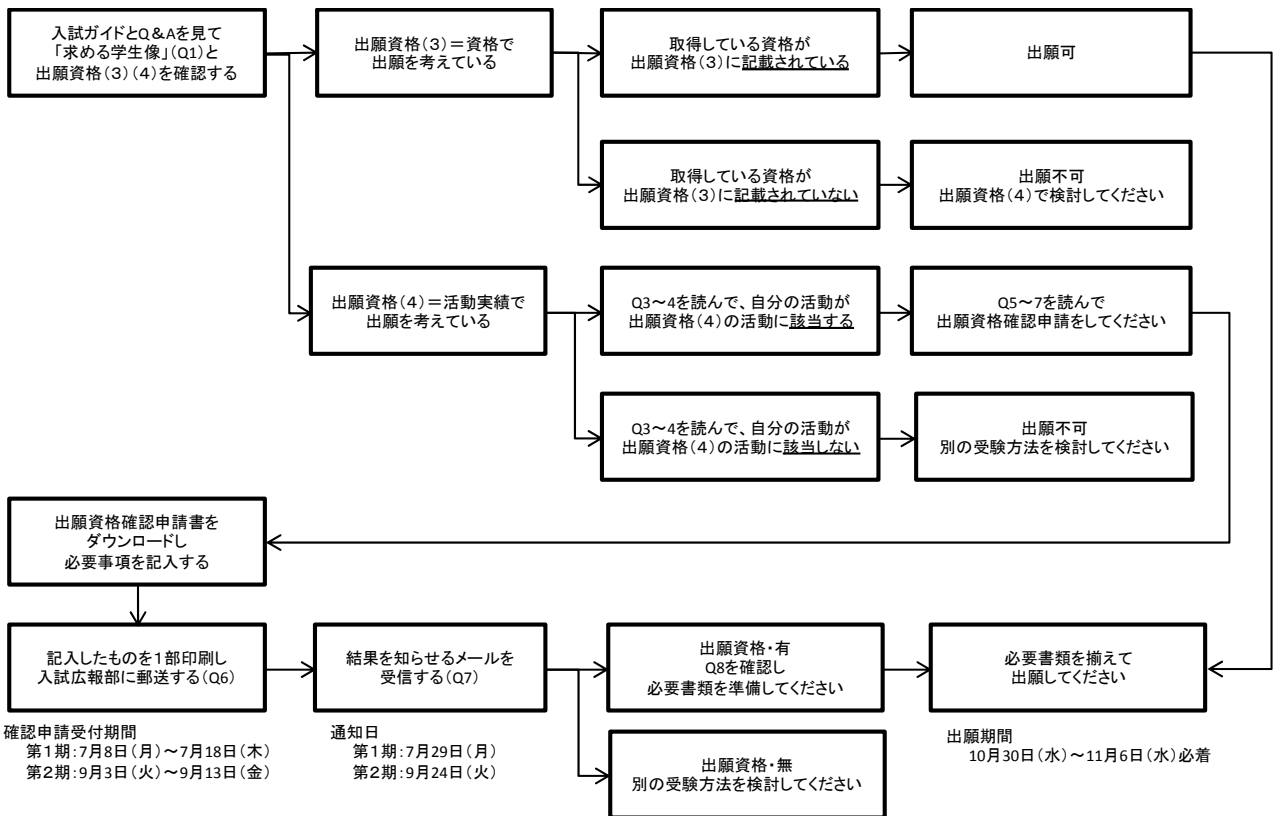 入試ガイドとQ&Aを見て
「求める学生像」(Q1)と
出願資格(3)(4)を確認する
出願資格(3)=資格で
出願を考えている
取得している資格が
出願資格(3)に記載されている
出願可
取得している資格が
出願資格(3)に記載されていない
出願不可
出願資格(4)で検討してください
出願資格(4)=活動実績で
出願を考えている
Q3~4を読んで、自分の活動が
出願資格(4)の活動に該当する
Q5~7を読んで
出願資格確認申請をしてください
Q3~4を読んで、自分の活動が
出願資格(4)の活動に該当しない
出願不可
別の受験方法を検討してください
出願資格確認申請書を
ダウンロードし
必要事項を記入する
記入したものを1部印刷し
入試広報部に郵送する(Q6)
結果を知らせるメールを
受信する(Q7)
出願資格・有
Q8を確認し
必要書類を準備してください
必要書類を揃えて
出願してください
確認申請受付期間
第1期:7月8日(月)~7月18日(木)
第2期:9月3日(火)~9月13日(金)
通知日
第1期:7月29日(月)
第2期:9月24日(火)
出願資格・無
別の受験方法を検討してください
出願期間
10月30日(水)~11月6日(水)必着